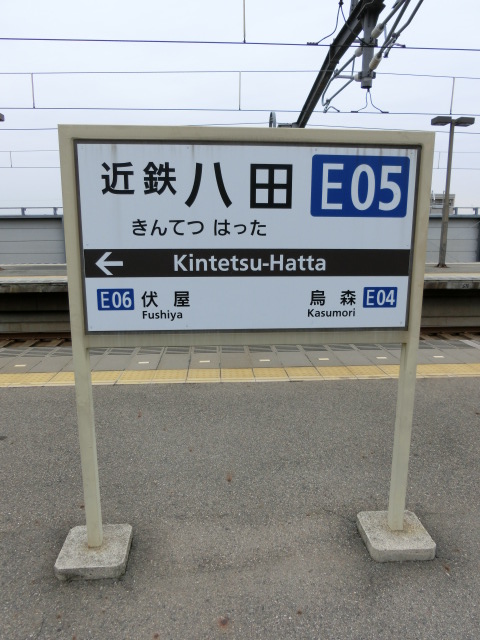 近鉄八田 E05
きんてつ はった
← Kintetsu-Hatta
E06 伏屋 烏森 E04
Fushiya Kasumori